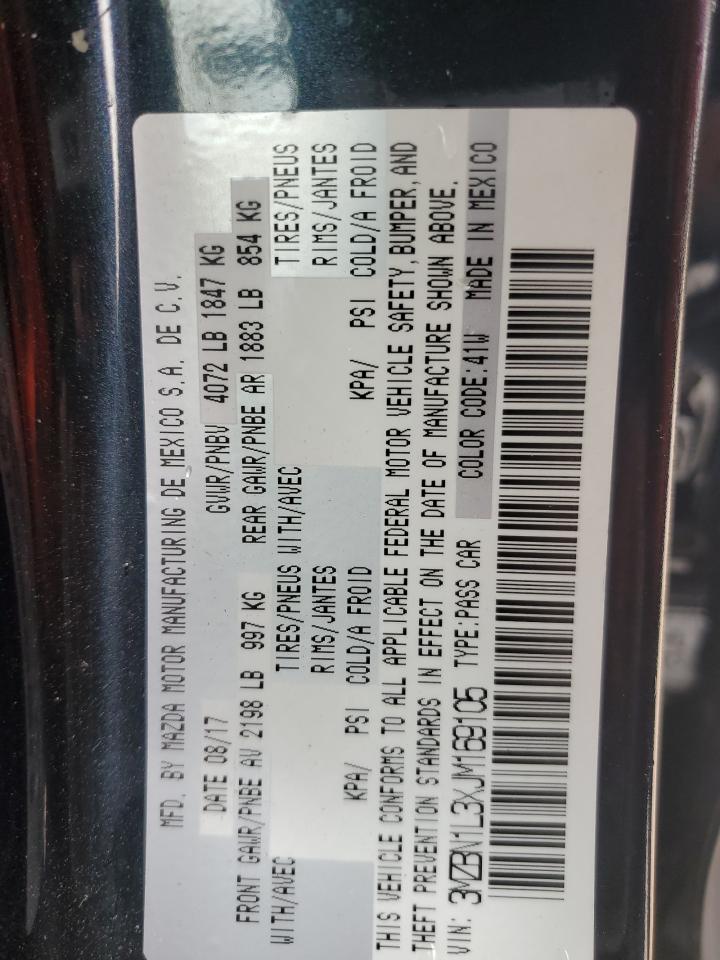 MFD. BY MAZDA MOTOR MANUFACTURING DE MEXICO S.A. DE C.V.
DATE 08/17 GVWR/PNBV 4072 LB 1847 KG
FRONT GAWR/PNBE AV 2198 LB 997 KG REAR GAWR/PNBE AR 1883 LB 854 KG
WITH/AVEC TIRES/PNEUS WITH/AVEC TIRES/PNEUS
RIMS/JANTES RIMS/JANTES
KPA/ PSI COLD/A FROID KPA/ PSI COLD/A FROID
THIS VEHICLE CONFORMS TO ALL APPLICABLE FEDERAL MOTOR VEHICLE SAFETY, BUMPER, AND
THEFT PREVENTION STANDARDS IN EFFECT ON THE DATE OF MANUFACTURE SHOWN ABOVE.
VIN: 3MZBN1L3XJM169105 TYPE:PASS CAR COLOR CODE:41W MADE IN MEXICO